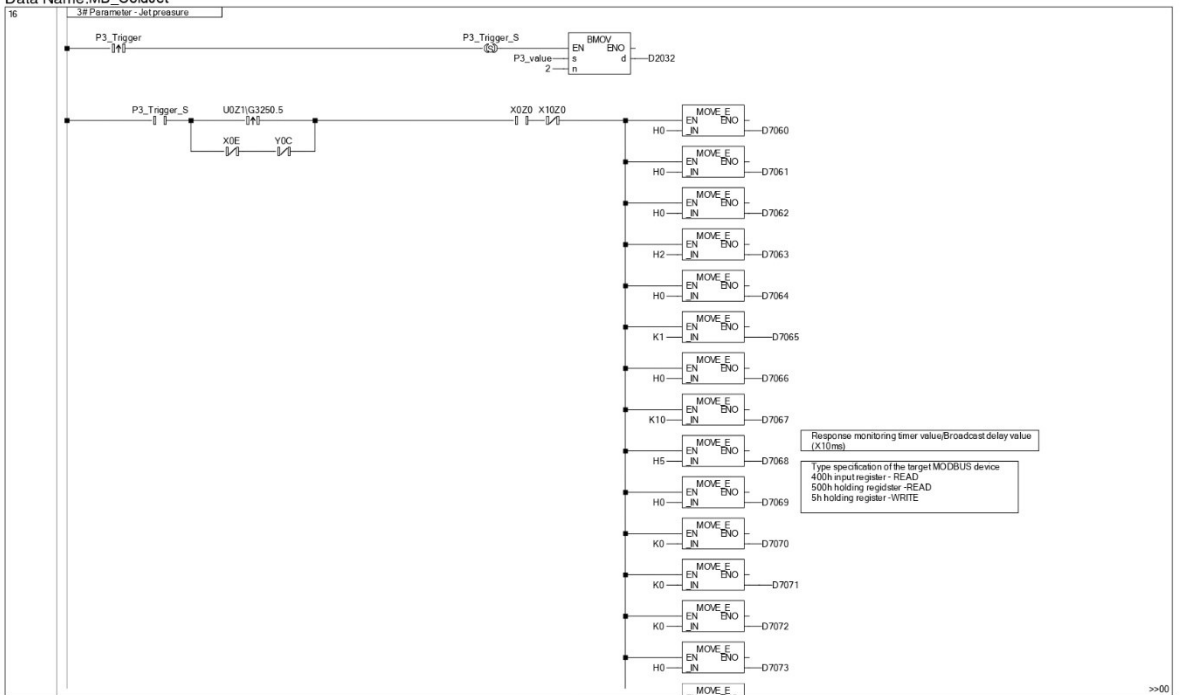 Data Name:MB_ColdJet
16
3# Parameter - Jet preasure
P3_Trigger P3_Trigger_S BMOV
EN ENO
P3_value s d D2032
2 n
P3_Trigger_S U0Z1\G3250.5 X0Z0 X10Z0 MOVE_E
EN ENO
H0 _IN D7060
X0E Y0C
MOVE_E
EN ENO
H0 _IN D7061
MOVE_E
EN ENO
H0 _IN D7062
MOVE_E
EN ENO
H2 _IN D7063
MOVE_E
EN ENO
H0 _IN D7064
MOVE_E
EN ENO
K1 _IN D7065
MOVE_E
EN ENO
H0 _IN D7066
MOVE_E
EN ENO
K10 _IN D7067
Response monitoring timer value/Broadcast delay value
(X10ms)
MOVE_E
EN ENO
H5 _IN D7068
Type specification of the target MODBUS device
400h input register - READ
500h holding regidster -READ
5h holding register -WRITE
MOVE_E
EN ENO
H0 _IN D7069
MOVE_E
EN ENO
K0 _IN D7070
MOVE_E
EN ENO
K0 _IN D7071
MOVE_E
EN ENO
K0 _IN D7072
MOVE_E
EN ENO
H0 _IN D7073
MOVE_E
>>00